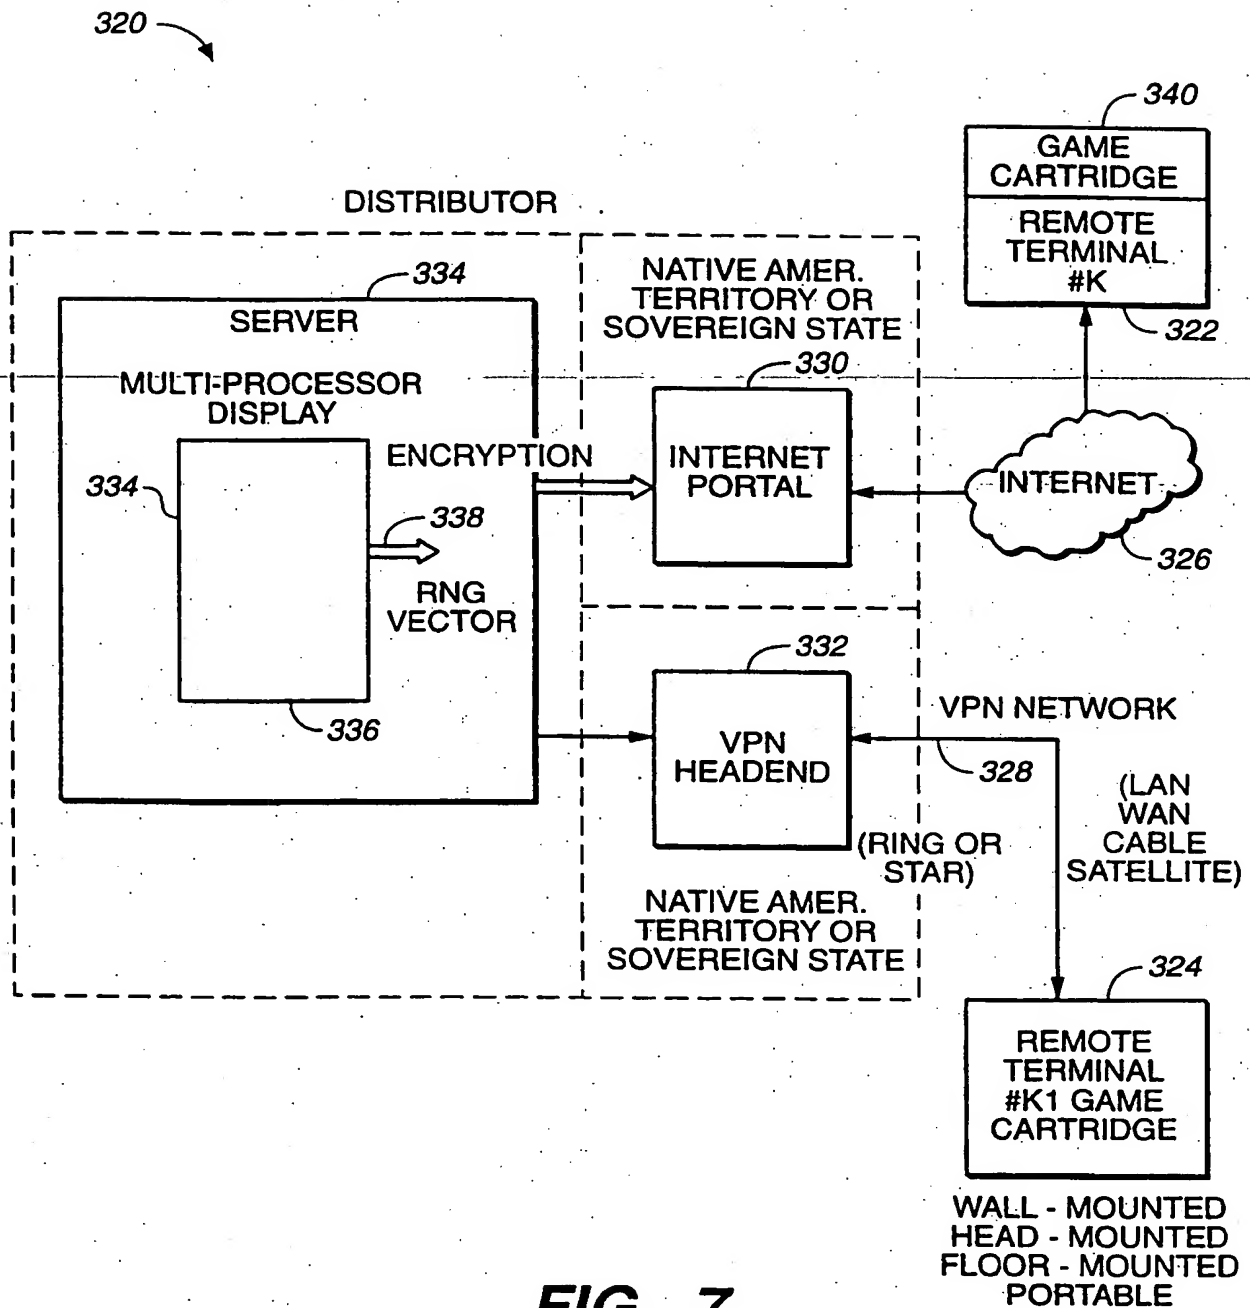 320
340
GAME
CARTRIDGE
REMOTE
TERMINAL
#K
322
DISTRIBUTOR
334
SERVER
MULTI-PROCESSOR
DISPLAY
334
336
338
RNG
VECTOR
ENCRYPTION
NATIVE AMER.
TERRITORY OR
SOVEREIGN STATE
330
INTERNET
PORTAL
INTERNET
326
332
VPN
HEADEND
(RING OR
STAR)
NATIVE AMER.
TERRITORY OR
SOVEREIGN STATE
VPN NETWORK
328
(LAN
WAN
CABLE
SATELLITE)
324
REMOTE
TERMINAL
#K1 GAME
CARTRIDGE
WALL - MOUNTED
HEAD - MOUNTED
FLOOR - MOUNTED
PORTABLE
FIG._7